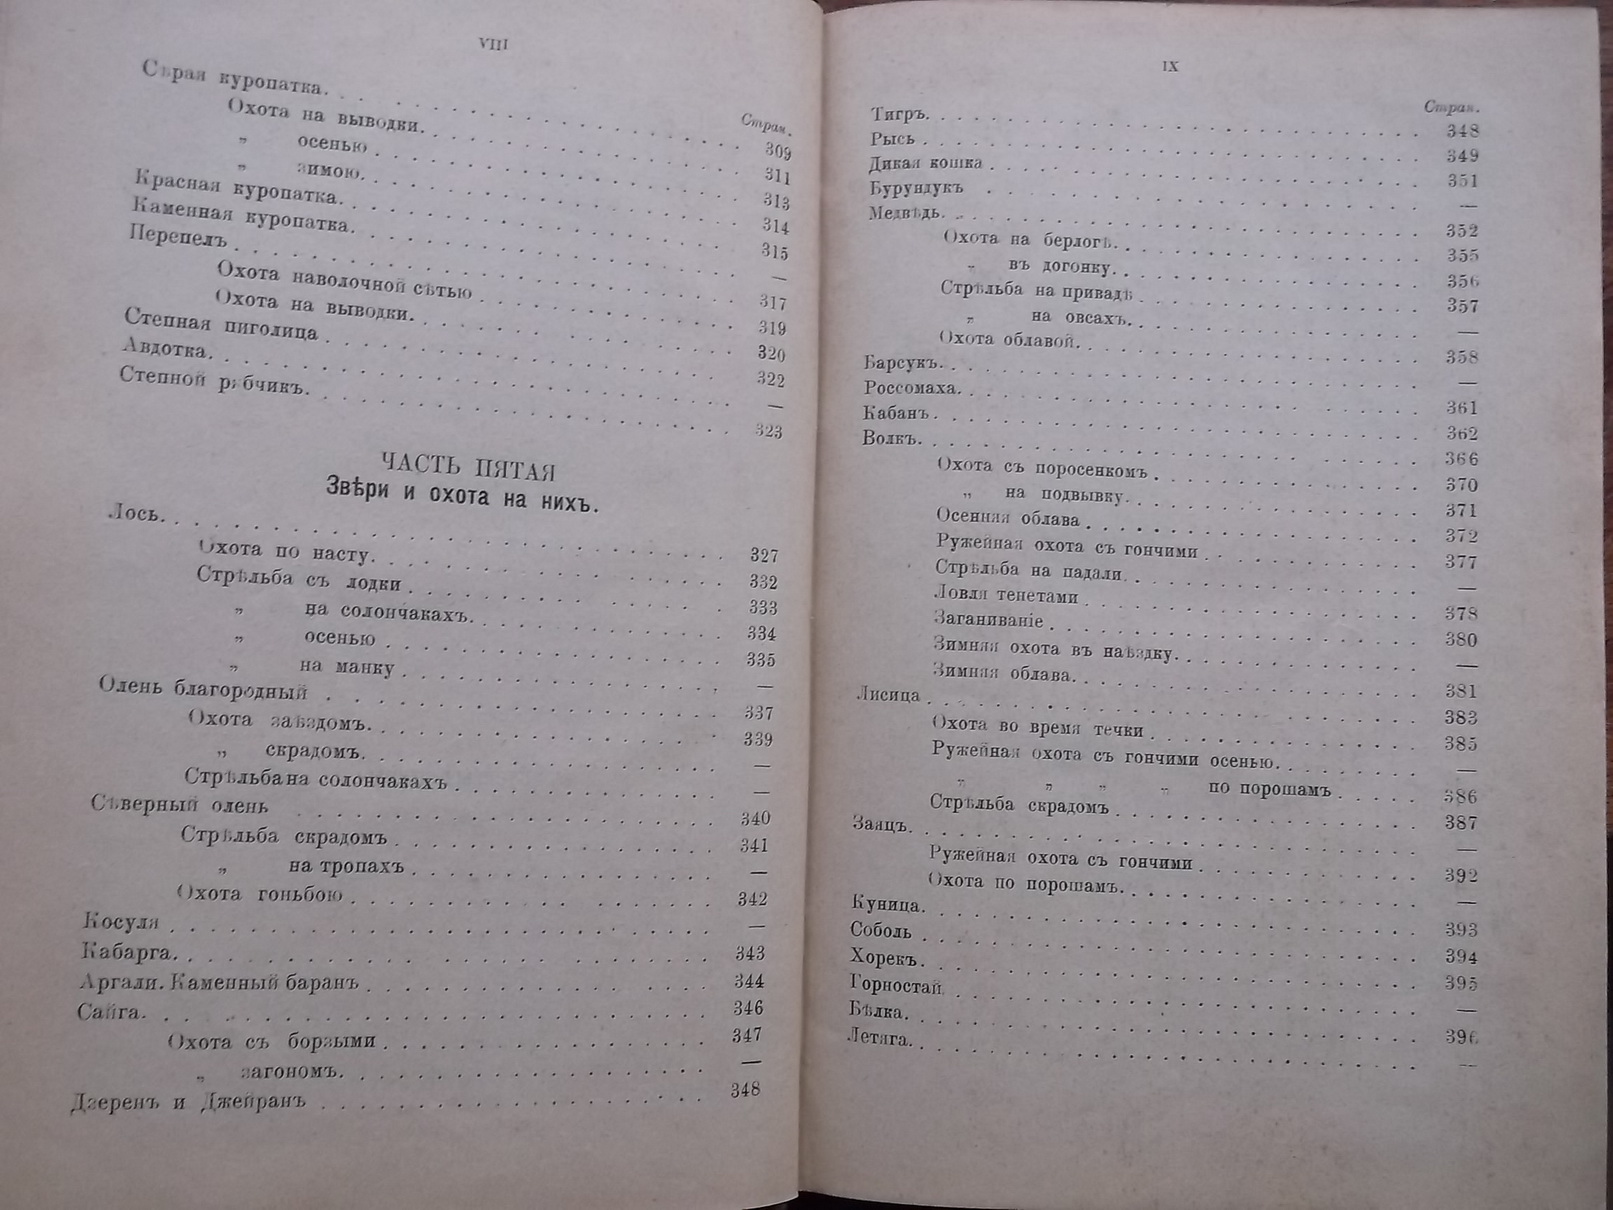 VIII
Стран.
Сѣрая куропатка. . . . 309
Охота на выводки. . . . 311
„ осенью . . . . 313
„ зимою. . . . 314
Красная куропатка. . . . 315
Каменная куропатка. . . . —
Перепелъ . . . . 317
Охота наволочной сѣтью . . . . 319
Охота на выводки. . . . 320
Степная пиголица . . . . 322
Авдотка. . . . —
Степной рябчикъ. . . . 323
ЧАСТЬ ПЯТАЯ
Звѣри и охота на нихъ.
Лось. . . . 327
Охота по насту. . . . 332
Стрѣльба съ лодки . . . . 333
„ на солончакахъ. . . . 334
„ осенью . . . . 335
„ на манку . . . . —
Олень благородный . . . . 337
Охота заѣздомъ. . . . 339
„ скрадомъ. . . . —
Стрѣльба на солончакахъ . . . . —
Сѣверный олень . . . . 340
Стрѣльба скрадомъ . . . . 341
„ на тропахъ . . . . —
Охота гоньбою . . . . 342
Косуля . . . . —
Кабарга. . . . 343
Аргали. Каменный баранъ . . . . 344
Сайга. . . . 346
Охота съ борзыми . . . . 347
„ загономъ. . . . —
Дзеренъ и Джейранъ . . . . 348
IX
Стран.
Тигръ. . . . 348
Рысь . . . . 349
Дикая кошка . . . . 351
Бурундукъ . . . . —
Медвѣдь. . . . 352
Охота на берлогѣ. . . . 355
„ въ догонку. . . . 356
Стрѣльба на привадѣ . . . . 357
„ на овсахъ. . . . —
Охота облавой. . . . 358
Барсукъ. . . . —
Россомаха. . . . 361
Кабанъ. . . . 362
Волкъ. . . . 366
Охота съ поросенкомъ . . . . 370
„ на подвывку. . . . 371
Осенняя облава . . . . 372
Ружейная охота съ гончими . . . . 377
Стрѣльба на падали. . . . —
Ловля тенетами . . . . 378
Заганиваніе . . . . 380
Зимняя охота въ наѣздку. . . . —
Зимняя облава. . . . 381
Лисица . . . . 383
Охота во время течки . . . . 385
Ружейная охота съ гончими осенью. . . . —
„ „ „ „ по порошамъ . . . . 386
Стрѣльба скрадомъ . . . . 387
Заяцъ. . . . —
Ружейная охота съ гончими . . . . 392
Охота по порошамъ. . . . —
Куница. . . . 393
Соболь . . . . 394
Хорекъ. . . . 395
Горностай . . . . —
Бѣлка. . . . 396
Летяга. . . . —